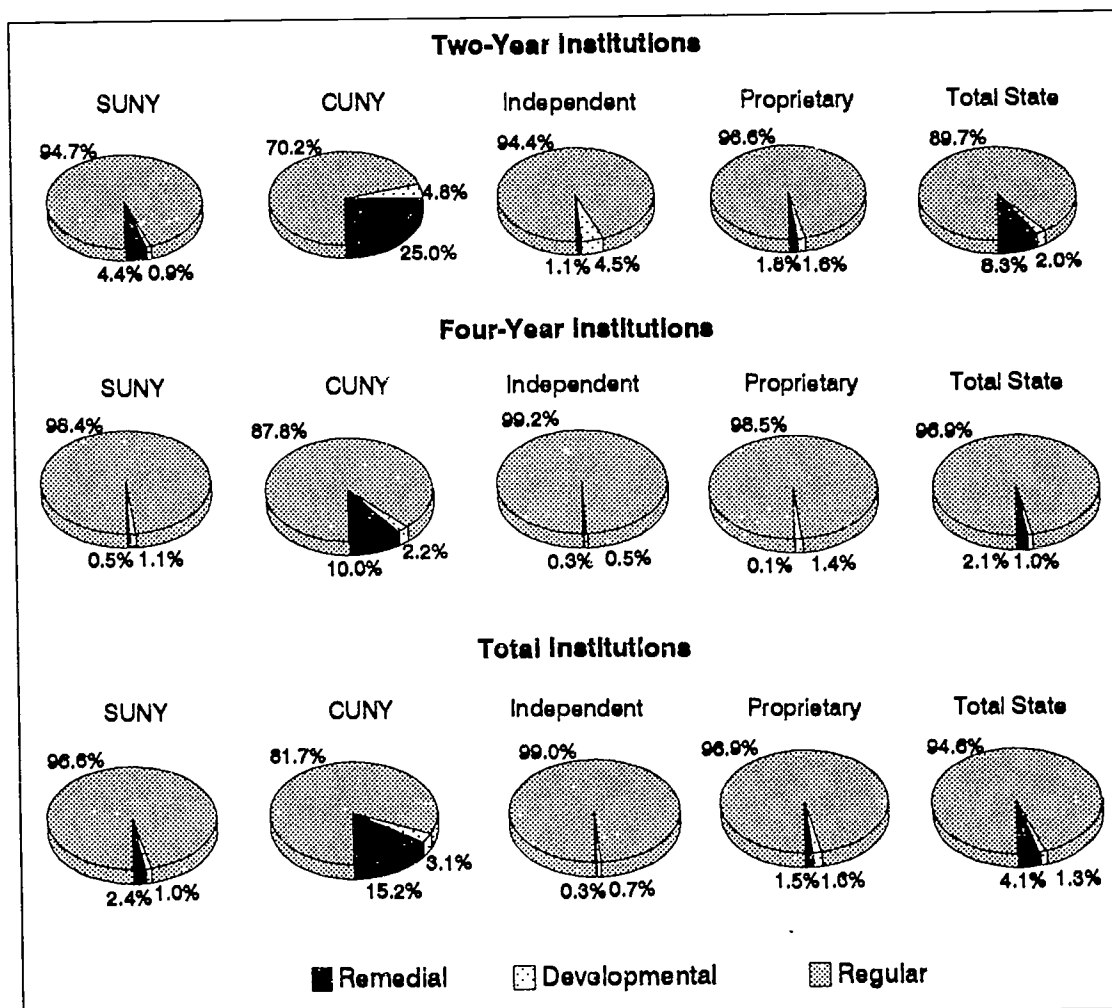 Two-Year Institutions
SUNY CUNY Independent Proprietary Total State
94.7% 70.2% 94.4% 96.6% 89.7%
4.8%
4.4% 0.9% 25.0% 1.1% 4.5% 1.8% 1.6% 8.3% 2.0%
Four-Year Institutions
SUNY CUNY Independent Proprietary Total State
98.4% 87.8% 99.2% 98.5% 96.9%
0.5% 1.1% 10.0% 2.2% 0.3% 0.5% 0.1% 1.4% 2.1% 1.0%
Total Institutions
SUNY CUNY Independent Proprietary Total State
96.6% 81.7% 99.0% 96.9% 94.6%
3.1%
2.4% 1.0% 15.2% 0.3% 0.7% 1.5% 1.6% 4.1% 1.3%
Remedial Developmental Regular